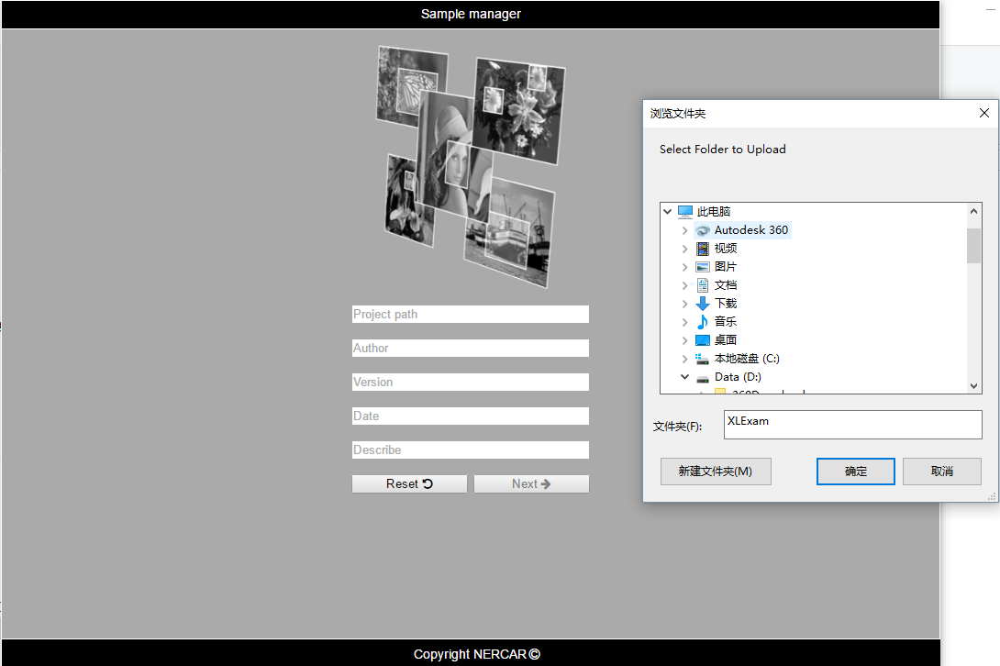 Sample manager
Project path
Author
Version
Date
Describe
Reset
Next
Copyright NERCAR©
浏览文件夹
Select Folder to Upload
此电脑
Autodesk 360
视频
图片
文档
下载
音乐
桌面
本地磁盘 (C:)
Data (D:)
文件夹(F):
XLExam
新建文件夹(M)
确定
取消